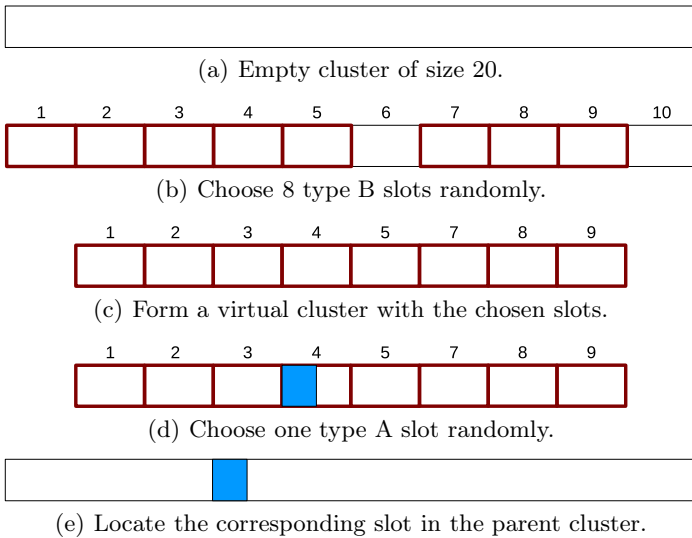 (a) Empty cluster of size 20.
1 2 3 4 5 6 7 8 9 10
(b) Choose 8 type B slots randomly.
1 2 3 4 5 7 8 9
(c) Form a virtual cluster with the chosen slots.
1 2 3 4 5 7 8 9
(d) Choose one type A slot randomly.
(e) Locate the corresponding slot in the parent cluster.